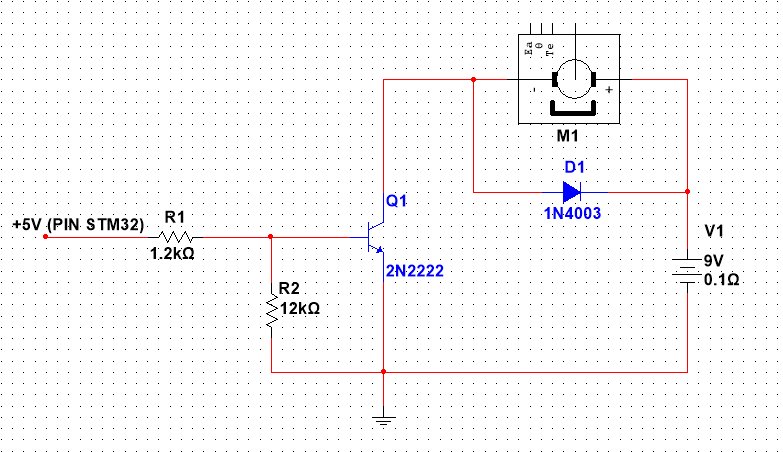 Ea
θ
Te
- +
M1
D1
1N4003
Q1
2N2222
+5V (PIN STM32)
R1
1.2kΩ
R2
12kΩ
V1
9V
0.1Ω